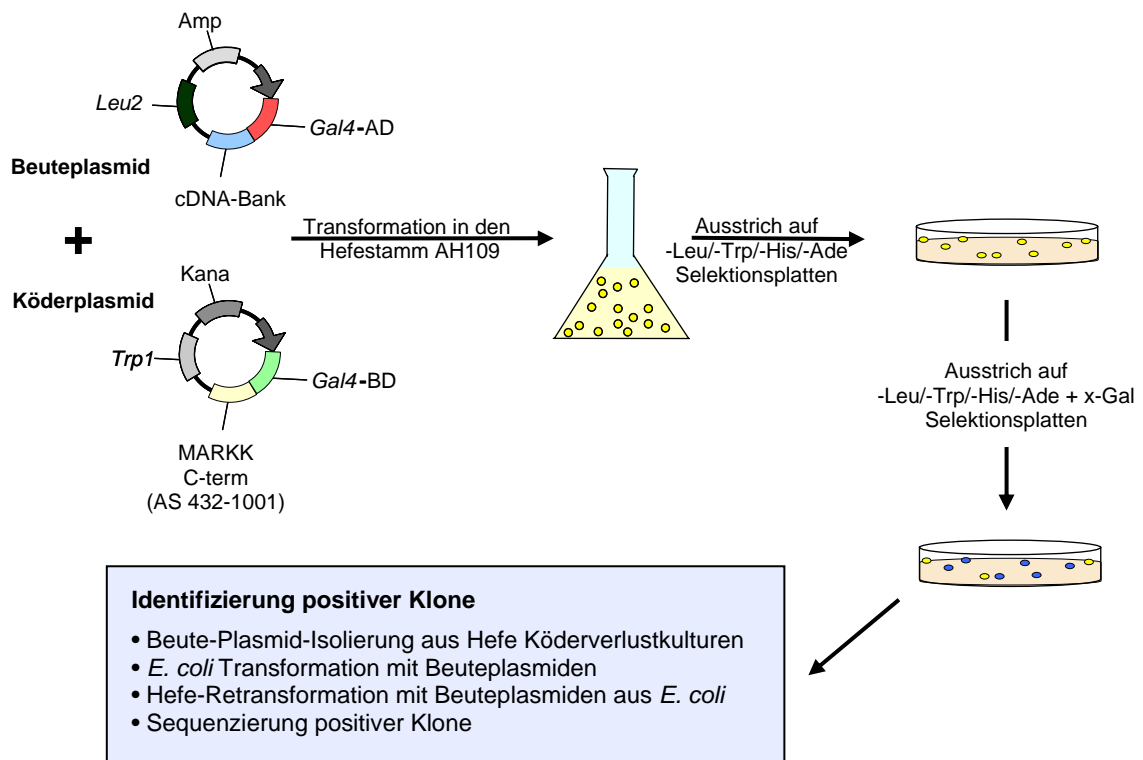 Amp
Leu2
Gal4-AD
Beuteplasmid
cDNA-Bank
+
Transformation in den
Hefestamm AH109
Ausstrich auf
-Leu/-Trp/-His/-Ade
Selektionsplatten
Kana
Köderplasmid
Trp1
Gal4-BD
MARKK
C-term
(AS 432-1001)
Ausstrich auf
-Leu/-Trp/-His/-Ade + x-Gal
Selektionsplatten
Identifizierung positiver Klone
• Beute-Plasmid-Isolierung aus Hefe Köderverlustkulturen
• E. coli Transformation mit Beuteplasmiden
• Hefe-Retransformation mit Beuteplasmiden aus E. coli
• Sequenzierung positiver Klone